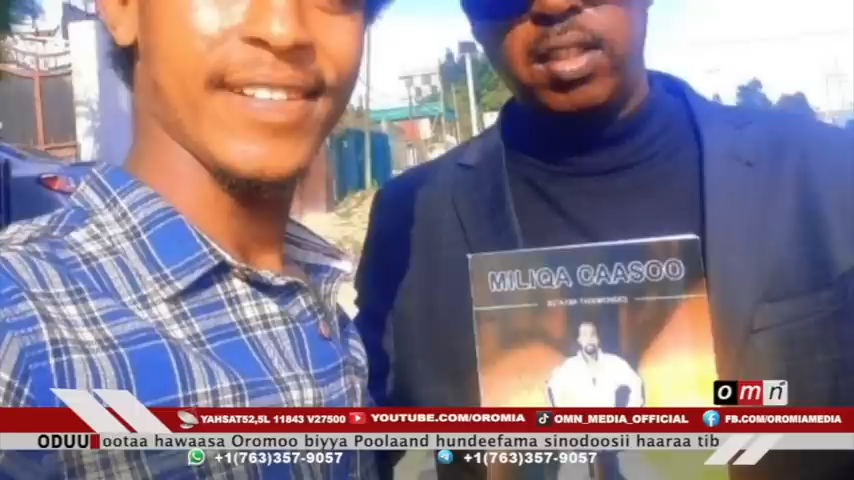 MILIQA CAASOO
omń
YAHSAT52,5L 11843 V27500 YOUTUBE.COM/OROMIA OMN_MEDIA_OFFICIAL FB.COM/OROMIAMEDIA
ODUU ootaa hawaasa Oromoo biyya Poolaand hundeefama sinodoosii haaraa tib
+1(763)357-9057 +1(763)357-9057